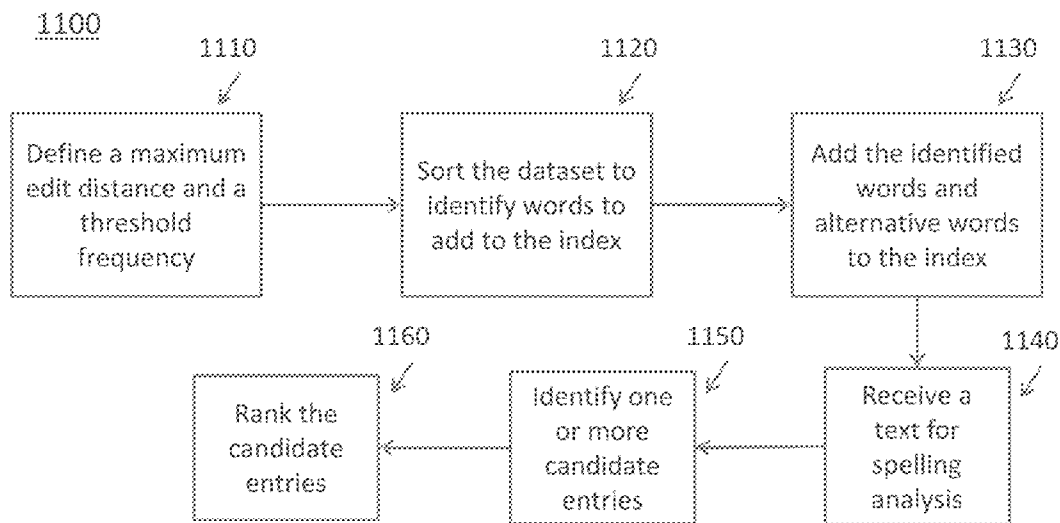 1100
1110
1120
1130
Define a maximum
edit distance and a
threshold
frequency
Sort the dataset to
identify words to
add to the index
Add the identified
words and
alternative words
to the index
1140
Receive a
text for
spelling
analysis
1150
Identify one
or more
candidate
entries
1160
Rank the
candidate
entries